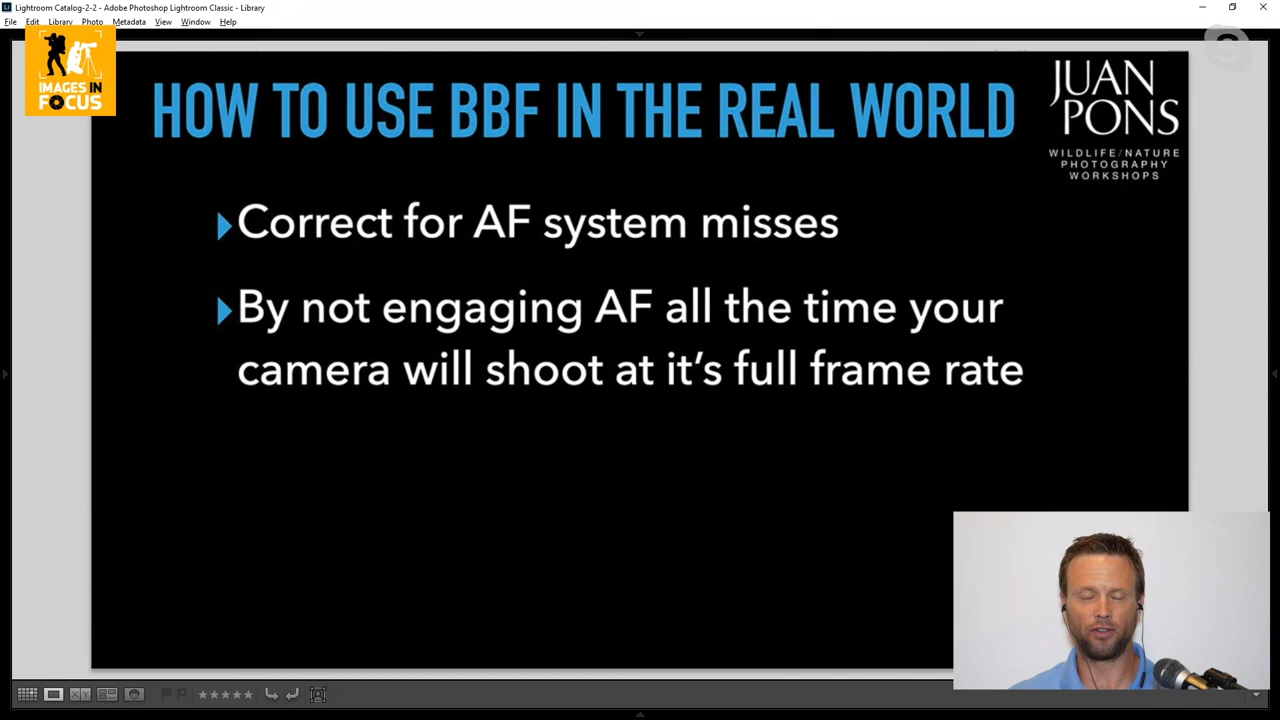 Lightroom Catalog-2-2 - Adobe Photoshop Lightroom Classic - Library
File Edit Library Photo Metadata View Window Help
IMAGES IN
FOCUS
HOW TO USE BBF IN THE REAL WORLD
JUAN
PONS
WILDLIFE/NATURE
PHOTOGRAPHY
WORKSHOPS
Correct for AF system misses
By not engaging AF all the time your
camera will shoot at it’s full frame rate
XY